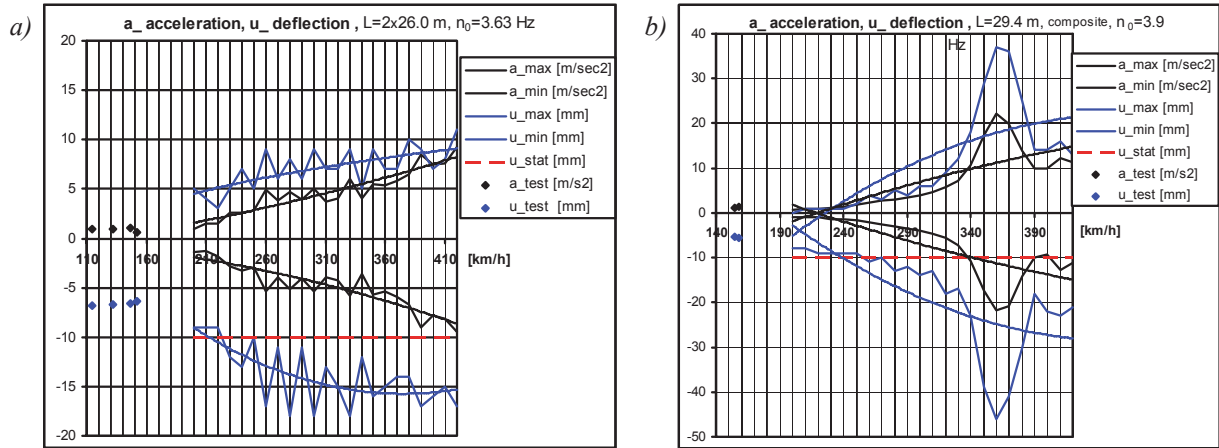 a)
a_ acceleration, u_ deflection , L=2x26.0 m, n0=3.63 Hz
20
15
10
5
0
-5
-10
-15
-20
110
160
210
260
310
360
410
[km/h]
a_max [m/sec2]
a_min [m/sec2]
u_max [mm]
u_min [mm]
u_stat [mm]
a_test [m/s2]
u_test [mm]
b)
a_ acceleration, u_ deflection , L=29.4 m, composite, n0=3.9
Hz
40
30
20
10
0
-10
-20
-30
-40
-50
140
190
240
290
340
390
[km/h]
a_max [m/sec2]
a_min [m/sec2]
u_max [mm]
u_min [mm]
u_stat [mm]
a_test [m/s2]
u_test [mm]